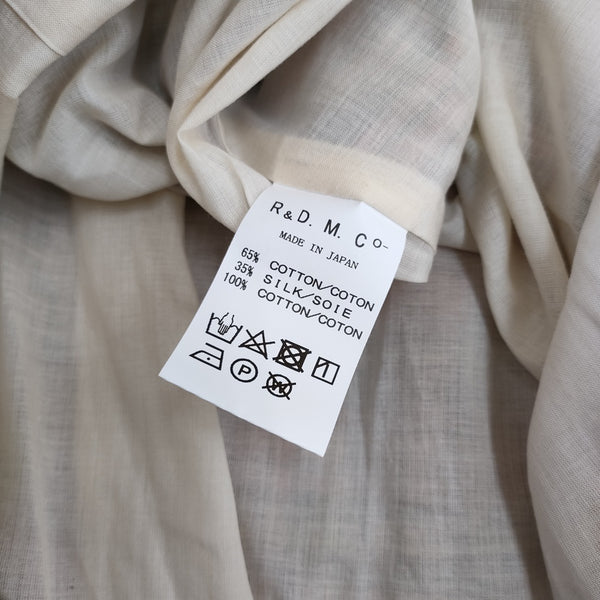 R&D. M. Co-
MADE IN JAPAN
65% COTTON/COTON
35% SILK/SOIE
100% COTTON/COTON
P W